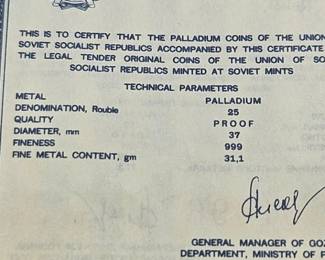 THIS IS TO CERTIFY THAT THE PALLADIUM COINS OF THE UNION
SOVIET SOCIALIST REPUBLICS ACCOMPANIED BY THIS CERTIFICATE
THE LEGAL TENDER ORIGINAL COINS OF THE UNION OF SO
SOCIALIST REPUBLICS MINTED AT SOVIET MINTS
TECHNICAL PARAMETERS
METAL PALLADIUM
DENOMINATION, Rouble 25
QUALITY PROOF
DIAMETER, mm 37
FINENESS 999
FINE METAL CONTENT, gm 31,1
GENERAL MANAGER OF GOZ
DEPARTMENT, MINISTRY OF F